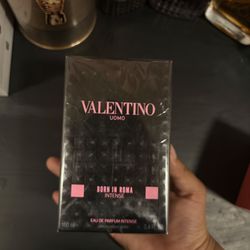 VALENTINO
UOMO
BORN IN ROMA
INTENSE
EAU DE PARFUM INTENSE